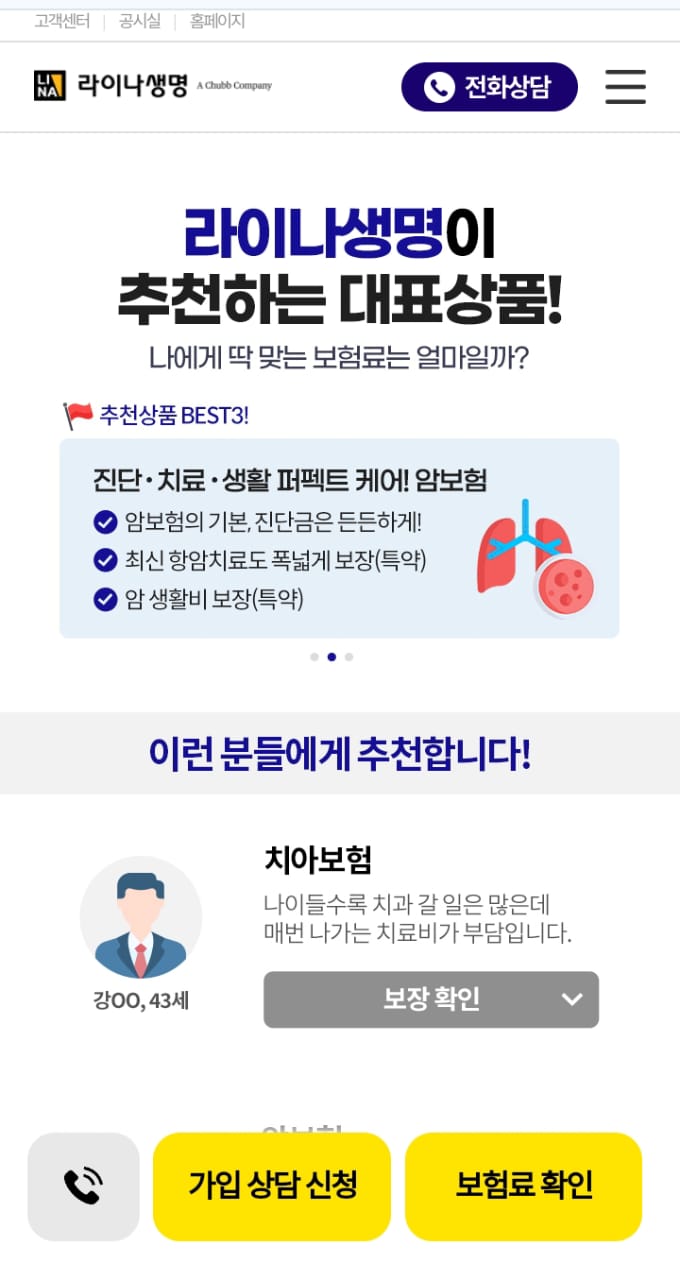 고객센터 | 공시실 | 홈페이지
LINA 라이나생명 A Chubb Company
전화상담
라이나생명이
추천하는 대표상품!
나에게 딱 맞는 보험료는 얼마일까?
추천상품 BEST3!
진단·치료·생활 퍼펙트 케어! 암보험
암보험의 기본, 진단금은 든든하게!
최신 항암치료도 폭넓게 보장(특약)
암 생활비 보장(특약)
이런 분들에게 추천합니다!
치아보험
나이들수록 치과 갈 일은 많은데
매번 나가는 치료비가 부담입니다.
강OO, 43세
보장 확인
가입 상담 신청
보험료 확인